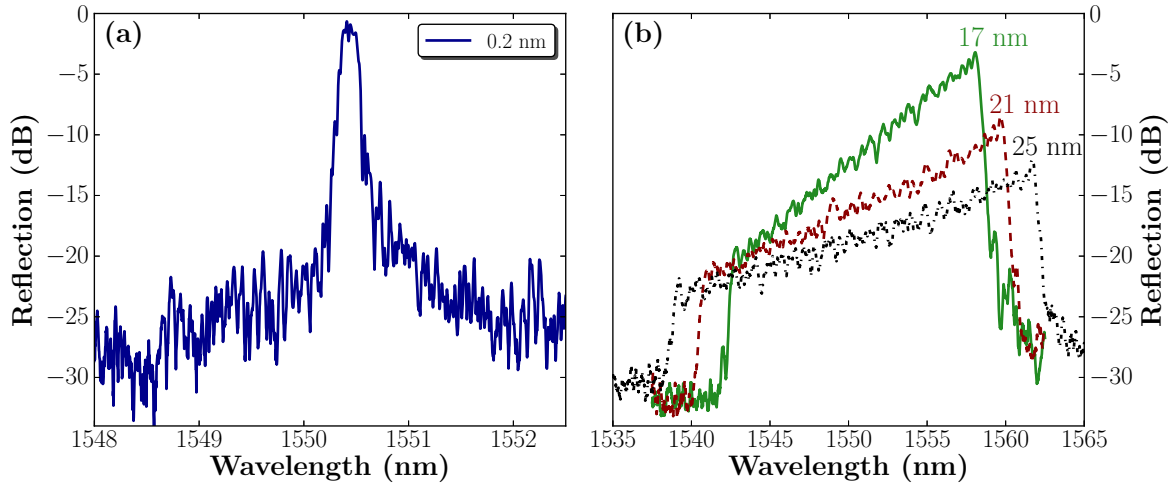 (a)
0.2 nm
0
−5
−10
−15
−20
−25
−30
Reflection (dB)
1548
1549
1550
1551
1552
Wavelength (nm)
(b)
17 nm
21 nm
25 nm
0
−5
−10
−15
−20
−25
−30
Reflection (dB)
1535
1540
1545
1550
1555
1560
1565
Wavelength (nm)